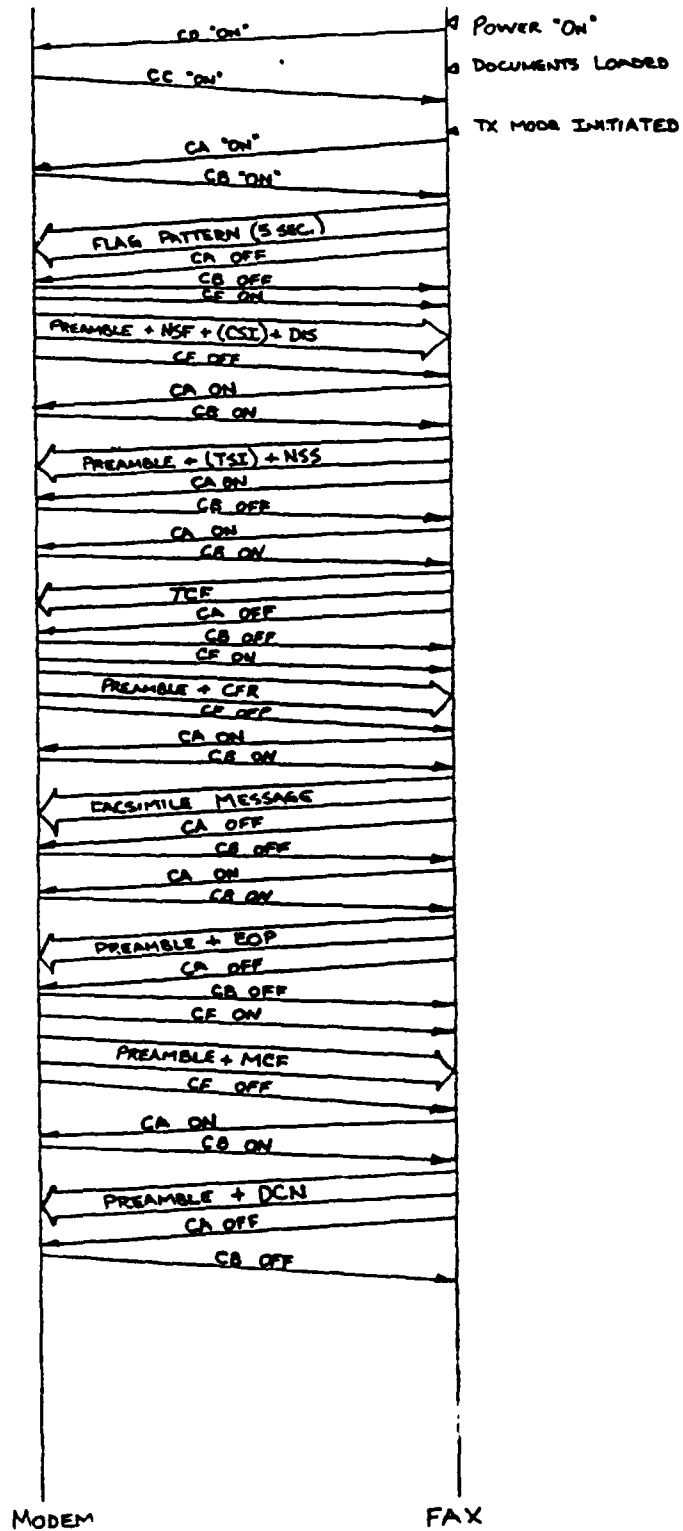 CD "ON"
POWER "ON"
DOCUMENTS LOADED
CC "ON"
TX MODE INITIATED
CA "ON"
CB "ON"
FLAG PATTERN (5 SEC.)
CA OFF
CB OFF
CF ON
PREAMBLE + NSF + (CSI) + DIS
CF OFF
CA ON
CB ON
PREAMBLE + (TSI) + NSS
CA ON
CB OFF
CA ON
CB ON
TCF
CA OFF
CB OFF
CF ON
PREAMBLE + CFR
CF OFF
CA ON
CB ON
FACSIMILE MESSAGE
CA OFF
CB OFF
CA ON
CB ON
PREAMBLE + EOP
CA OFF
CB OFF
CF ON
PREAMBLE + MCF
CF OFF
CA ON
CB ON
PREAMBLE + DCN
CA OFF
CB OFF
MODEM
FAX